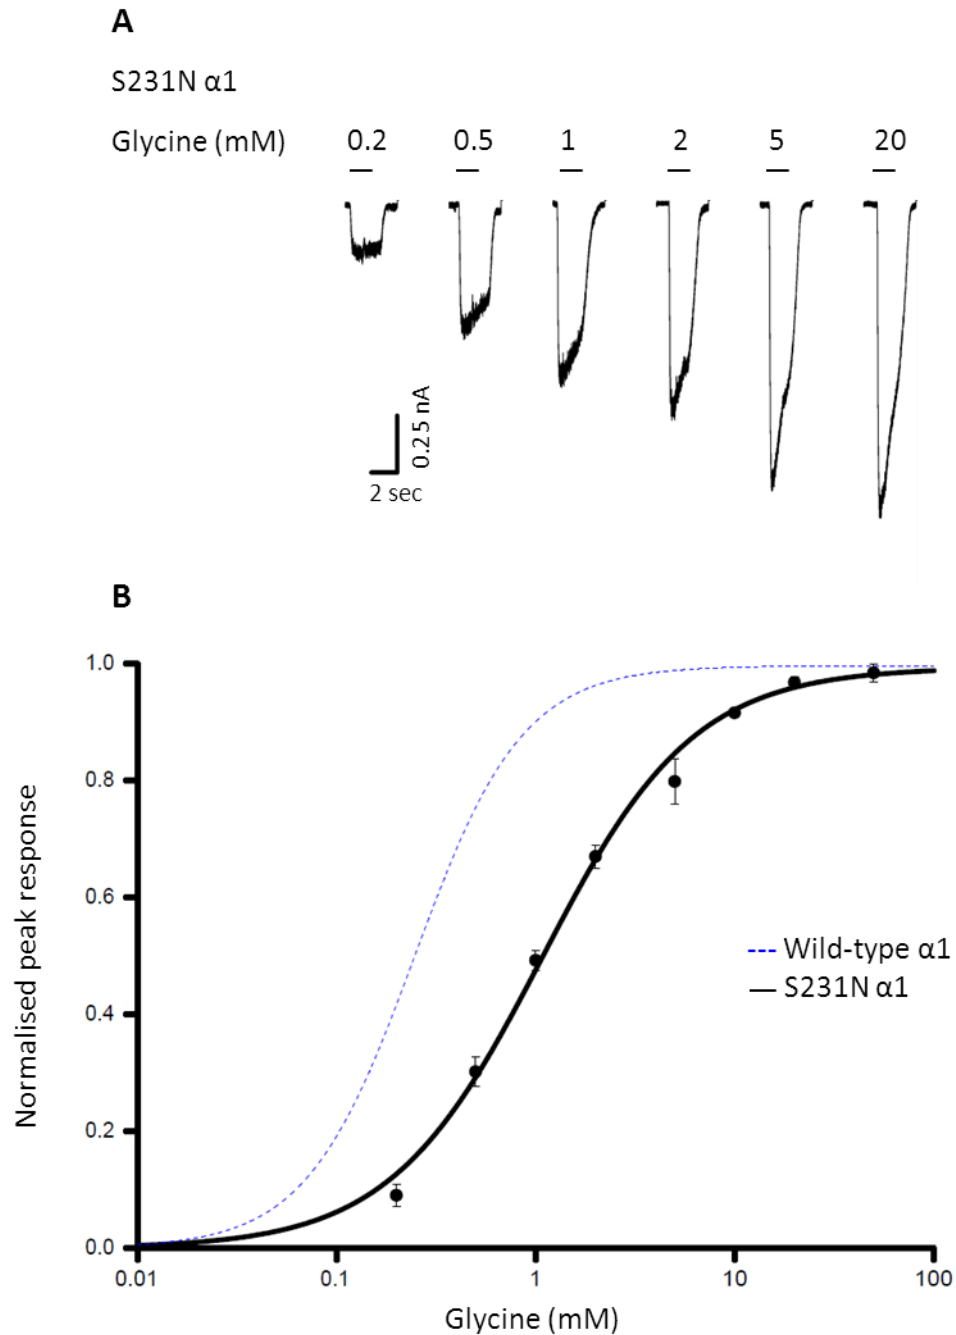 A
S231N α1
Glycine (mM) 0.2 0.5 1 2 5 20
0.25 nA
2 sec
B
Normalised peak response
1.0
0.8
0.6
0.4
0.2
0.0
Wild-type α1
S231N α1
0.01 0.1 1 10 100
Glycine (mM)